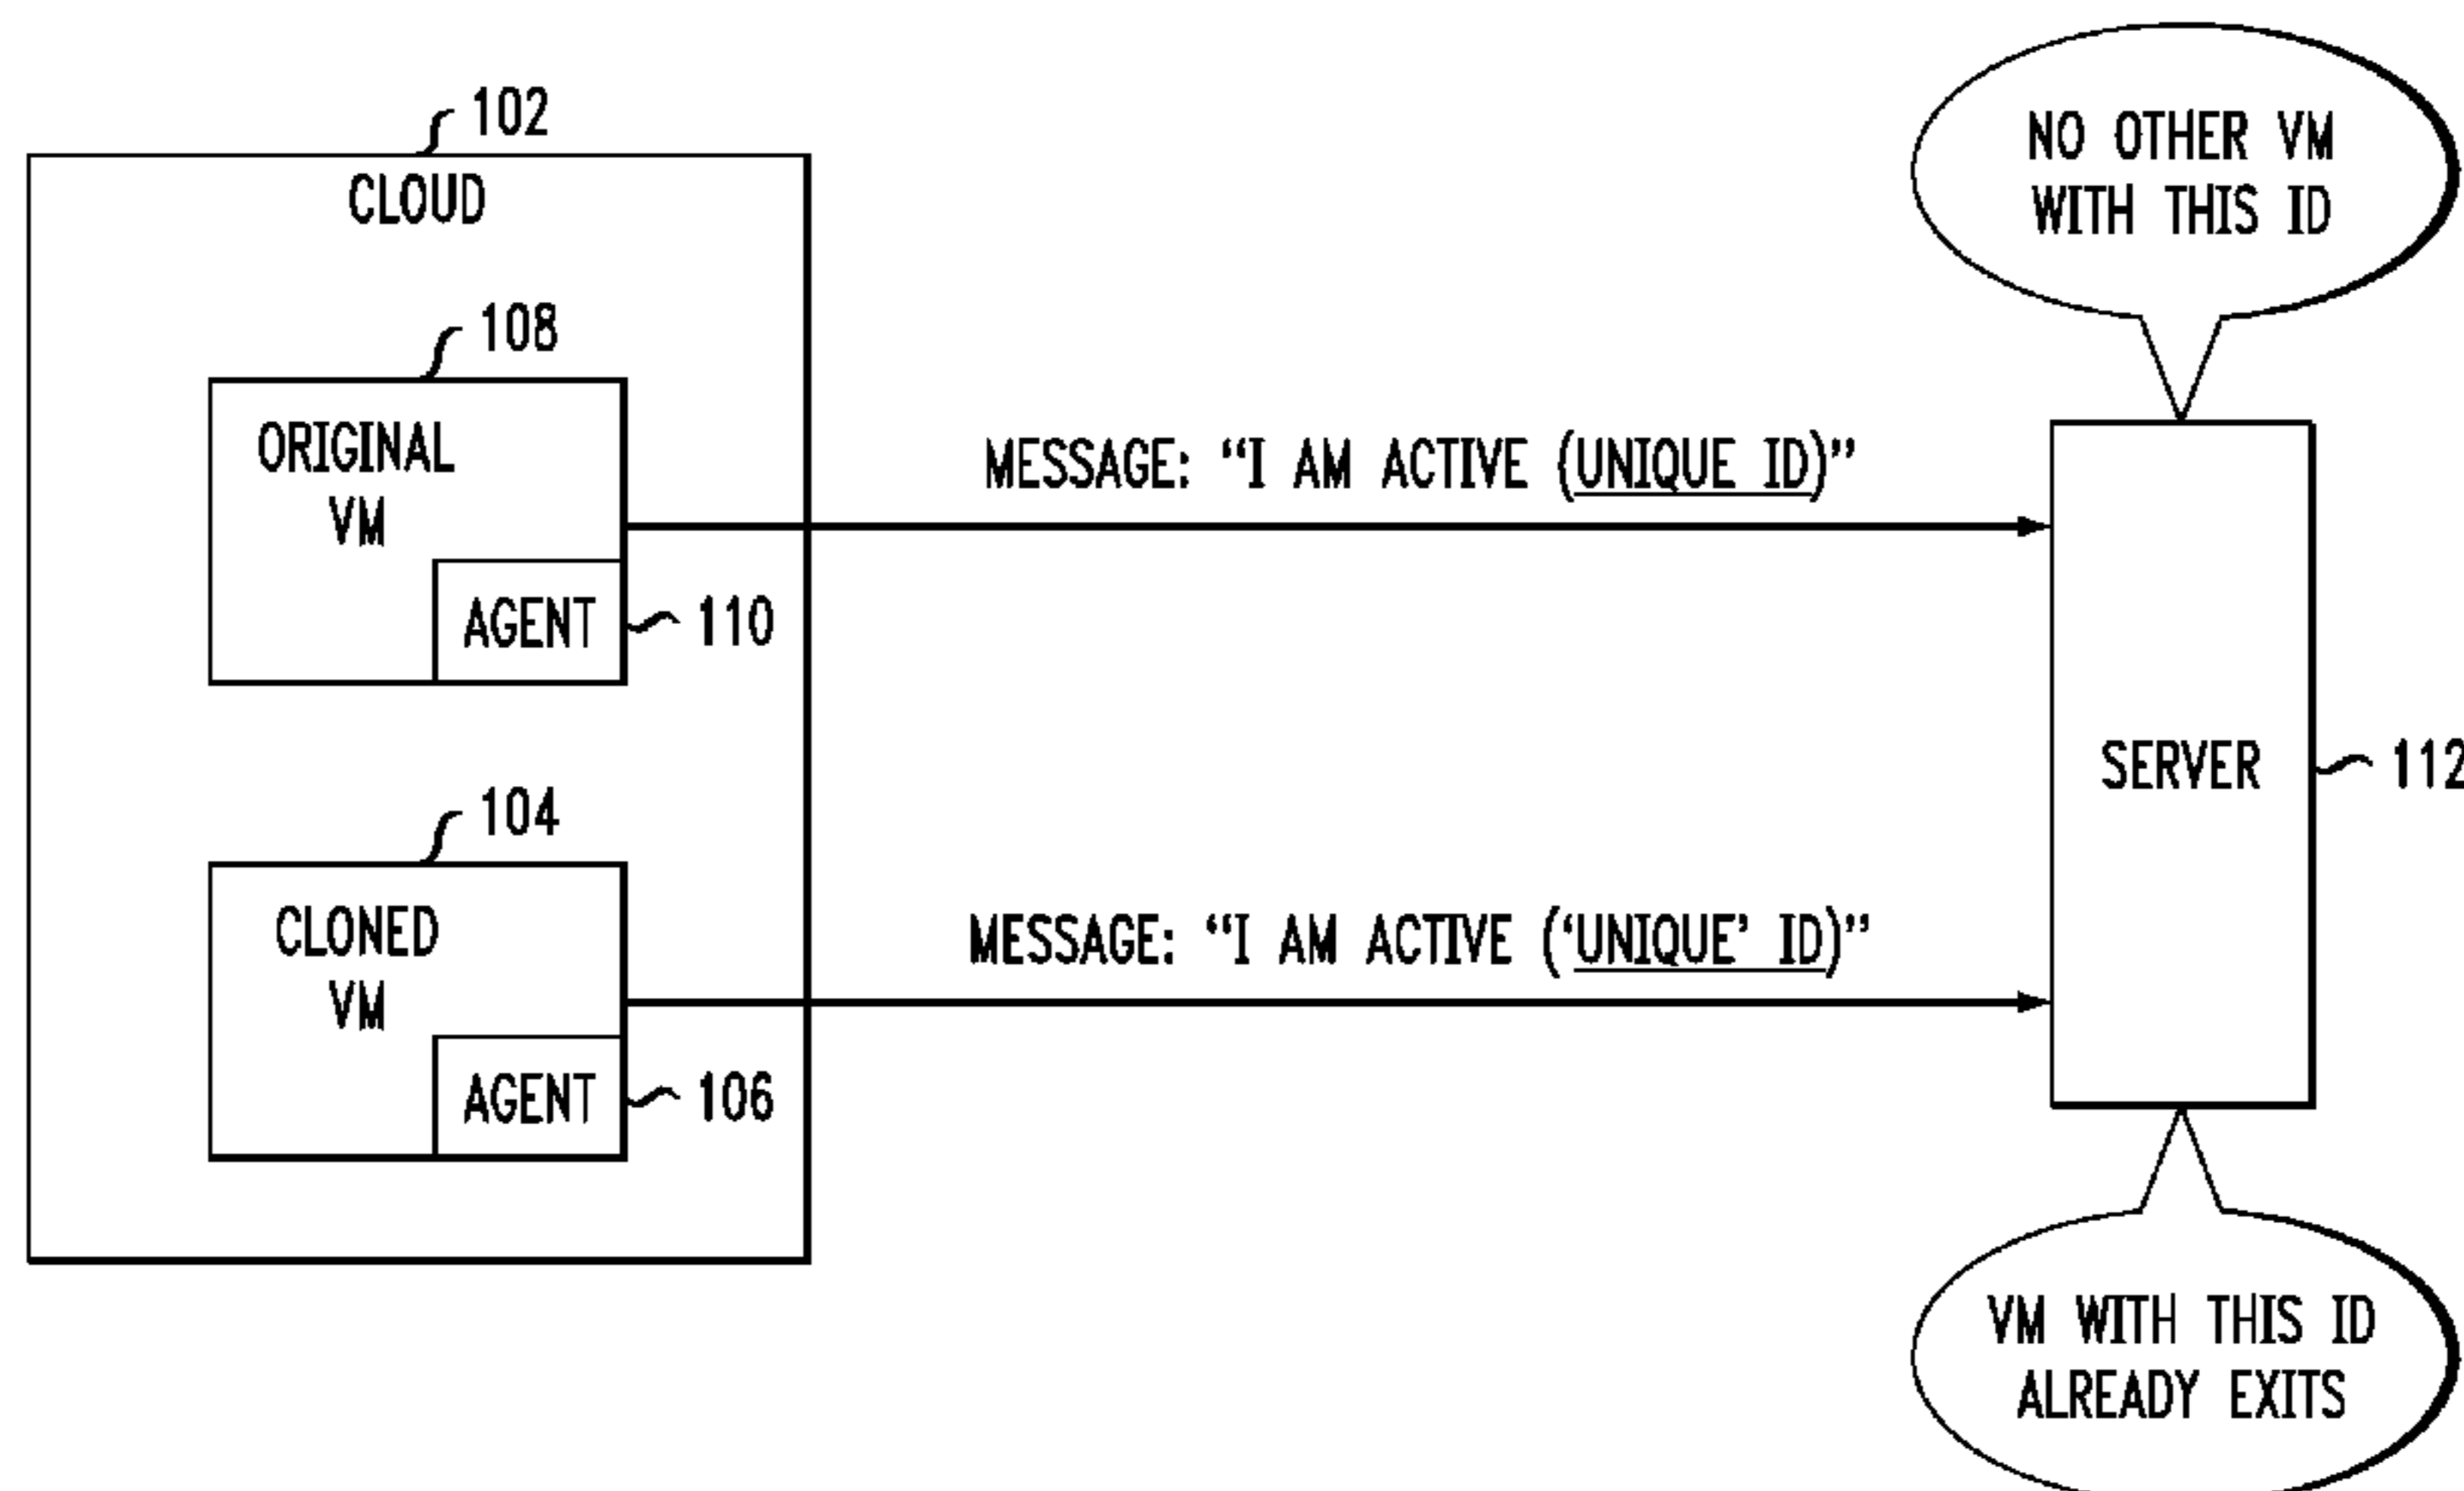 102
CLOUD
108
ORIGINAL
VM
AGENT
110
104
CLONED
VM
AGENT
106
MESSAGE: “I AM ACTIVE (UNIQUE ID)”
MESSAGE: “I AM ACTIVE (‘UNIQUE’ ID)”
NO OTHER VM
WITH THIS ID
SERVER
112
VM WITH THIS ID
ALREADY EXITS